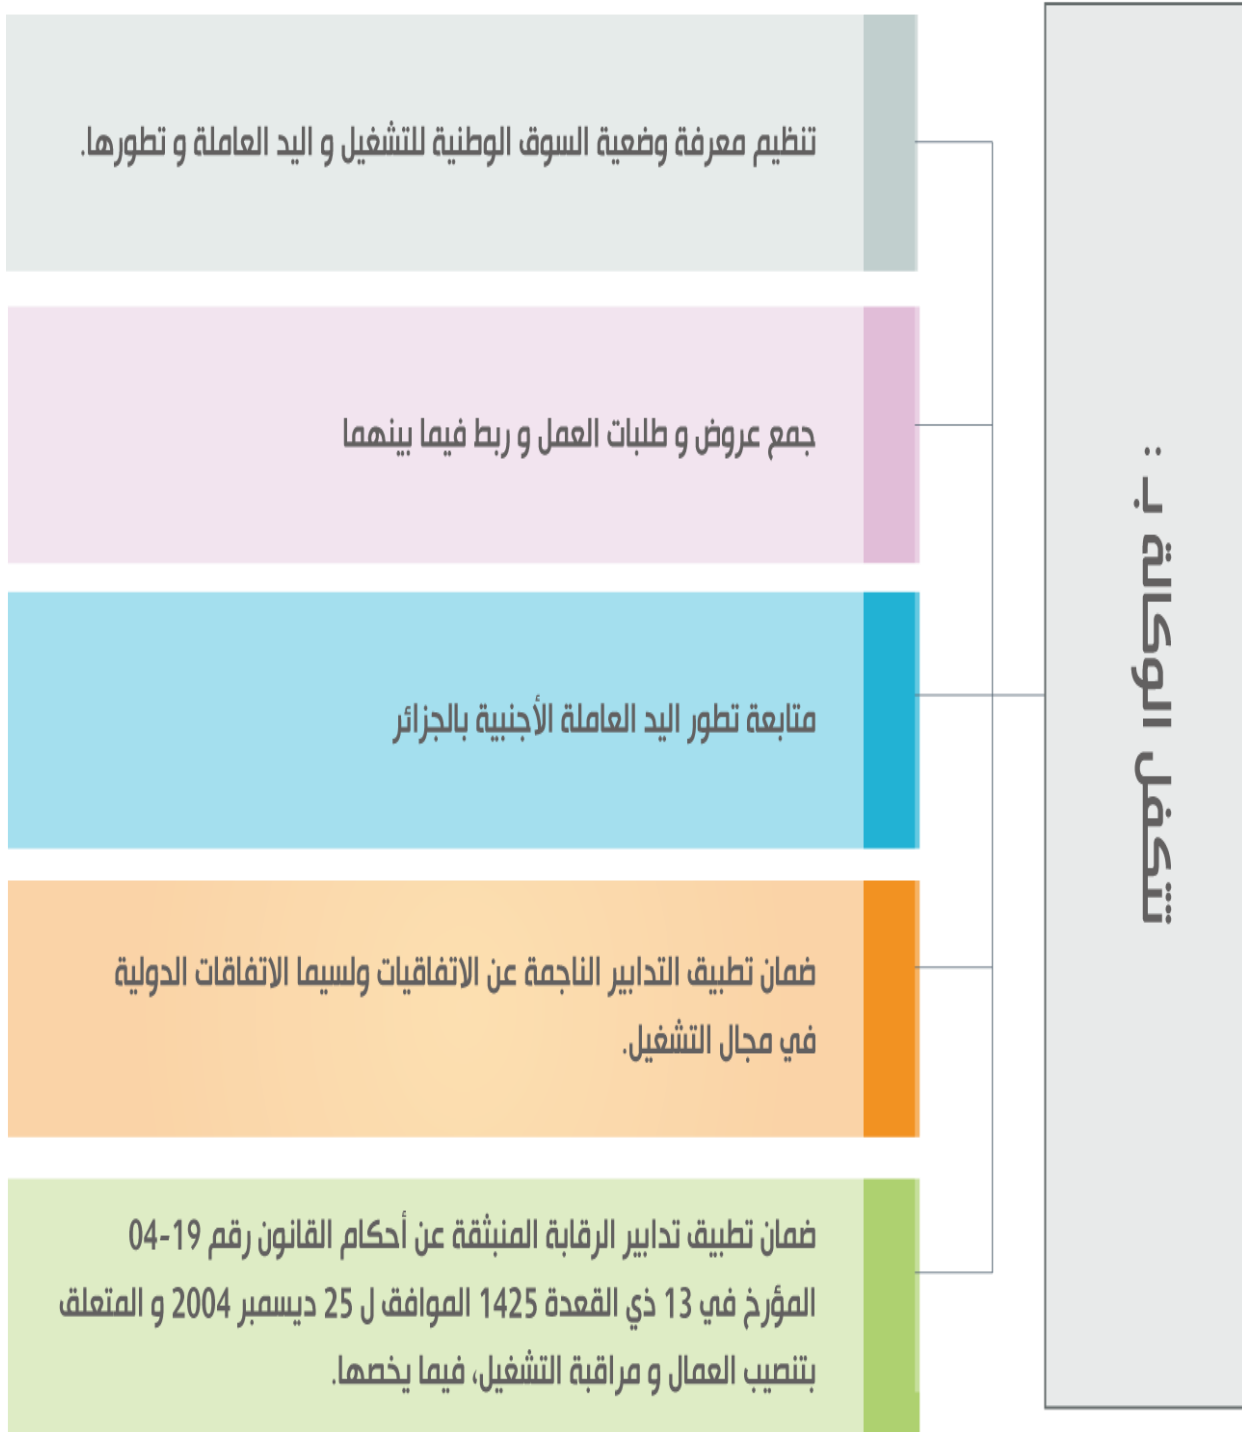 تتكفل الوكالة ب :
تنظيم معرفة وضعية السوق الوطنية للتشغيل و اليد العاملة و تطورها.
جمع عروض و طلبات العمل و ربط فيما بينهما
متابعة تطور اليد العاملة الأجنبية بالجزائر
ضمان تطبيق التدابير الناجمة عن الاتفاقيات ولسيما الاتفاقات الدولية
في مجال التشغيل.
ضمان تطبيق تدابير الرقابة المنبثقة عن أحكام القانون رقم 19-04
المؤرخ في 13 ذي القعدة 1425 الموافق ل 25 ديسمبر 2004 و المتعلق
بتنصيب العمال و مراقبة التشغيل، فيما يخصها.